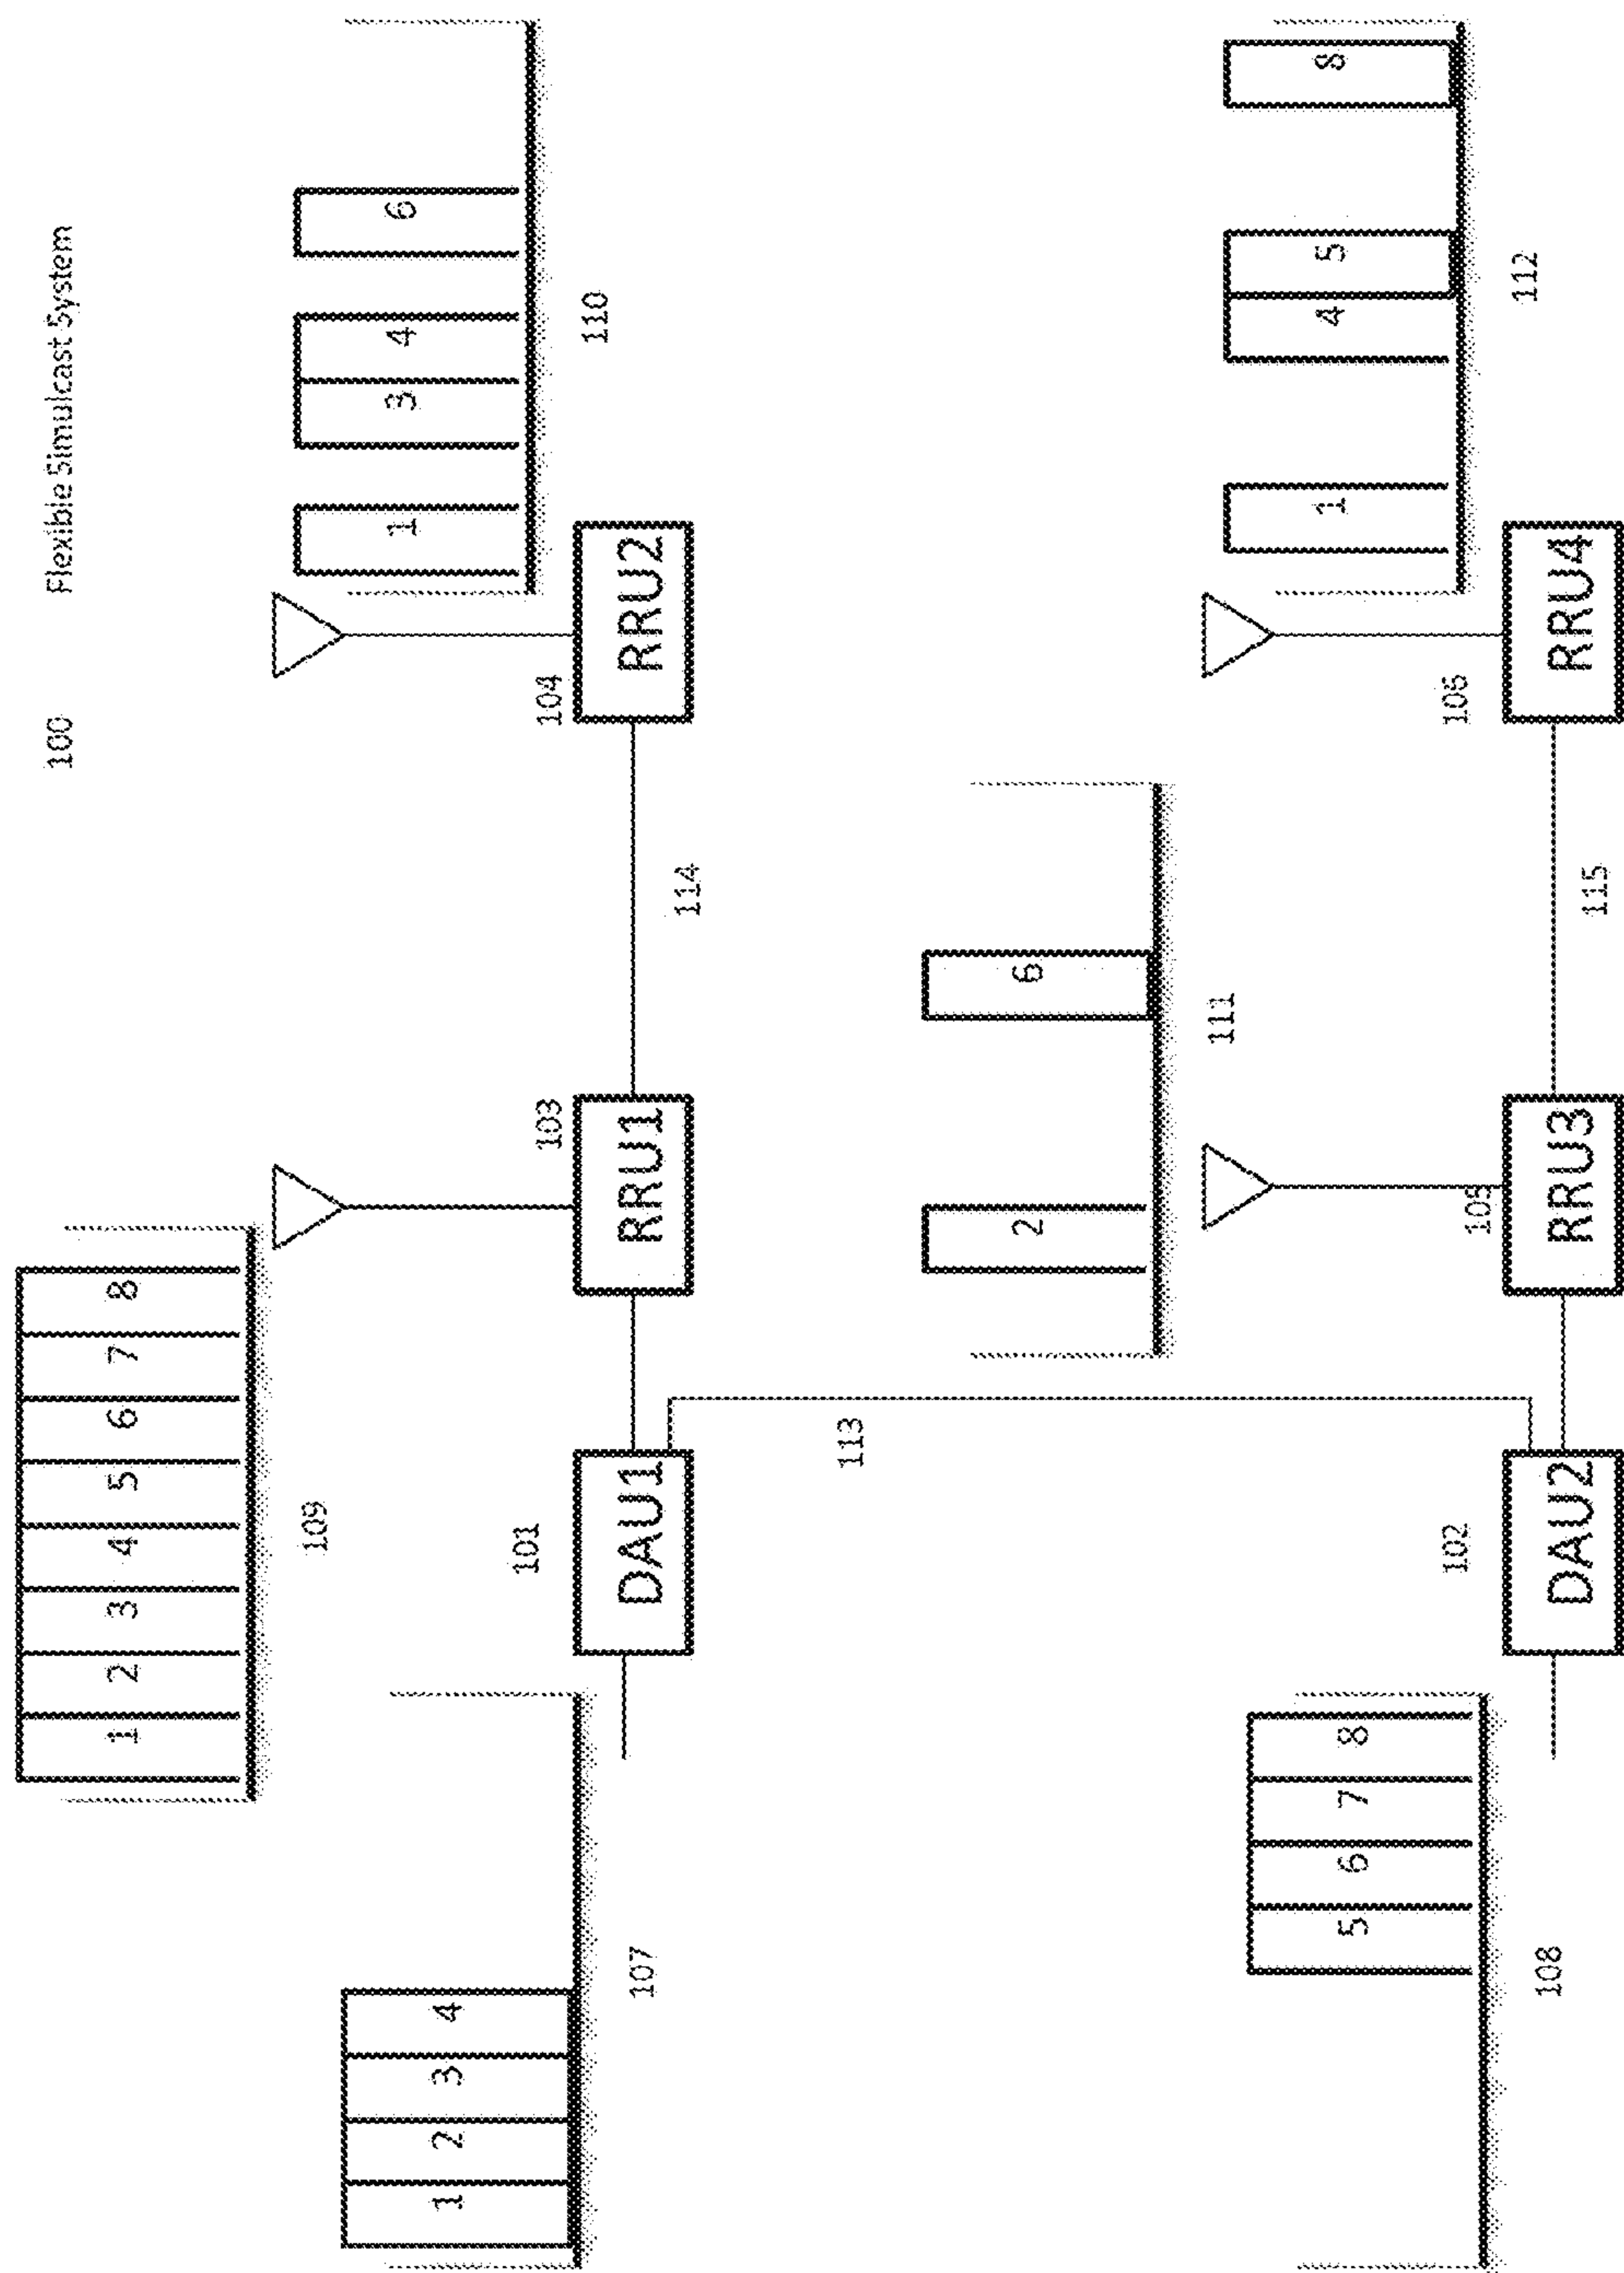 100 Flexible Simulcast System
1 2 3 4 5 6 7 8
109
1 2 3 4
1 3 4 6
101
103
104
110
107
DAU1
RRU1
RRU2
114
113
2 6
111
5 6 7 8
1 4 5 8
102
105
106
112
108
DAU2
RRU3
RRU4
115